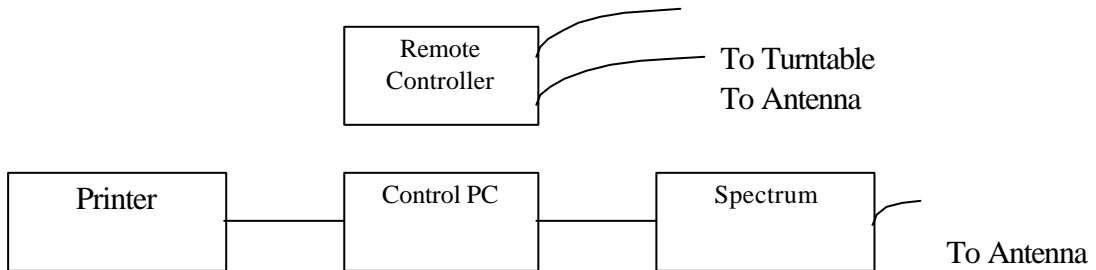 Remote
Controller
To Turntable
To Antenna
Printer
Control PC
Spectrum
To Antenna